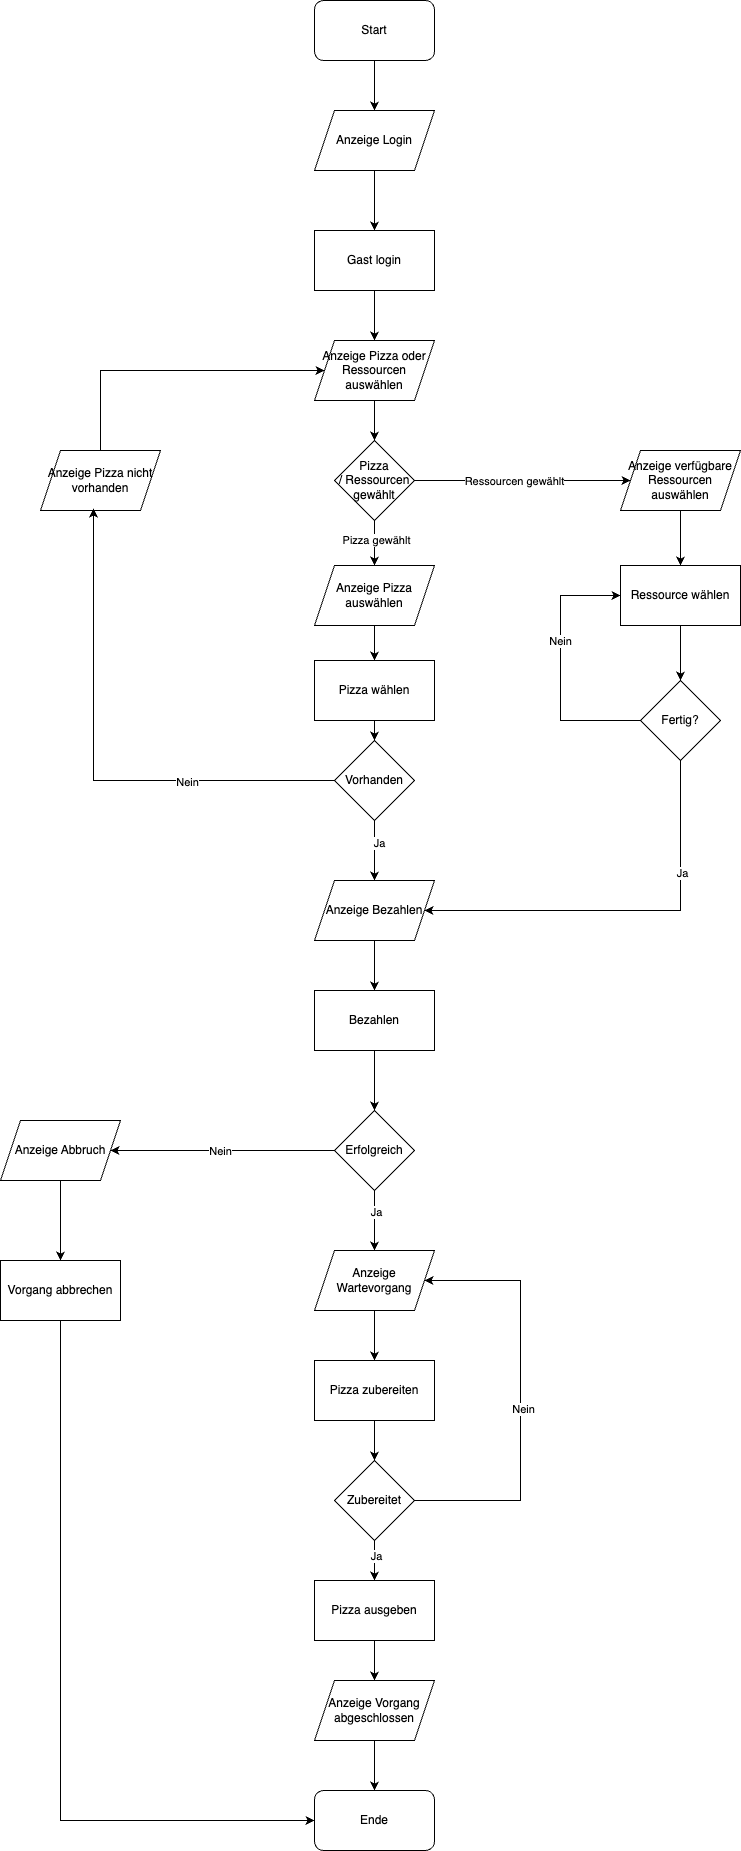 Start
Anzeige Login
Gast login
Anzeige Pizza oder
Ressourcen
auswählen
Anzeige Pizza nicht
vorhanden
Pizza
/ Ressourcen
gewählt
Ressourcen gewählt
Anzeige verfügbare
Ressourcen
auswählen
Pizza gewählt
Anzeige Pizza
auswählen
Ressource wählen
Nein
Pizza wählen
Fertig?
Vorhanden
Nein
Ja
Ja
Anzeige Bezahlen
Bezahlen
Erfolgreich
Nein
Anzeige Abbruch
Ja
Anzeige
Wartevorgang
Vorgang abbrechen
Pizza zubereiten
Nein
Zubereitet
Ja
Pizza ausgeben
Anzeige Vorgang
abgeschlossen
Ende